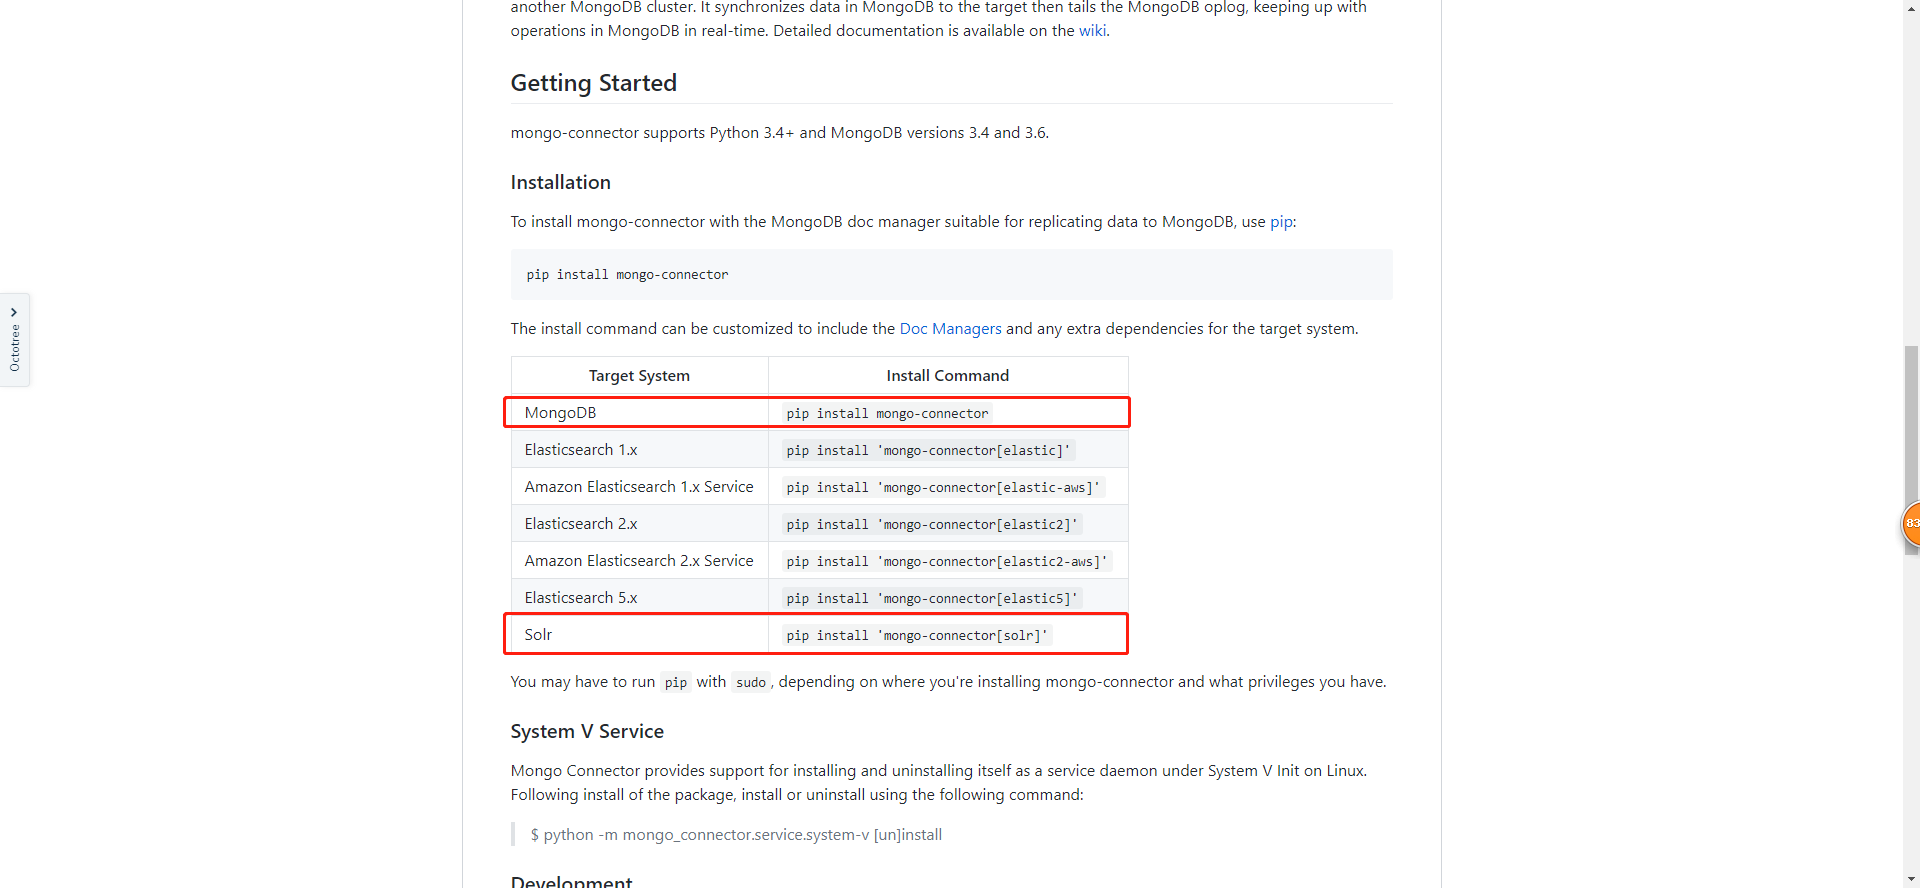 another MongoDB cluster. It synchronizes data in MongoDB to the target then tails the MongoDB oplog, keeping up with
operations in MongoDB in real-time. Detailed documentation is available on the wiki.
Getting Started
mongo-connector supports Python 3.4+ and MongoDB versions 3.4 and 3.6.
Installation
To install mongo-connector with the MongoDB doc manager suitable for replicating data to MongoDB, use pip:
pip install mongo-connector
Octotree
The install command can be customized to include the Doc Managers and any extra dependencies for the target system.
Target System Install Command
MongoDB pip install mongo-connector
Elasticsearch 1.x pip install 'mongo-connector[elastic]'
Amazon Elasticsearch 1.x Service pip install 'mongo-connector[elastic-aws]'
Elasticsearch 2.x pip install 'mongo-connector[elastic2]'
83
Amazon Elasticsearch 2.x Service pip install 'mongo-connector[elastic2-aws]'
Elasticsearch 5.x pip install 'mongo-connector[elastic5]'
Solr pip install 'mongo-connector[solr]'
You may have to run pip with sudo, depending on where you're installing mongo-connector and what privileges you have.
System V Service
Mongo Connector provides support for installing and uninstalling itself as a service daemon under System V Init on Linux.
Following install of the package, install or uninstall using the following command:
$ python -m mongo_connector.service.system-v [un]install
Development